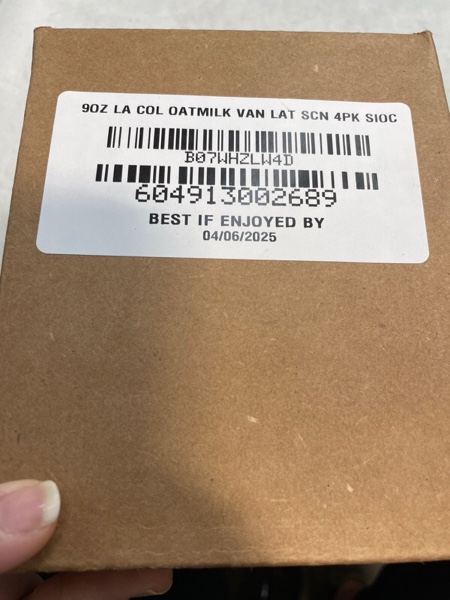 9OZ LA COL OATMILK VAN LAT SCN 4PK SIOC
B07WHZLW4D
604913002689
BEST IF ENJOYED BY
04/06/2025